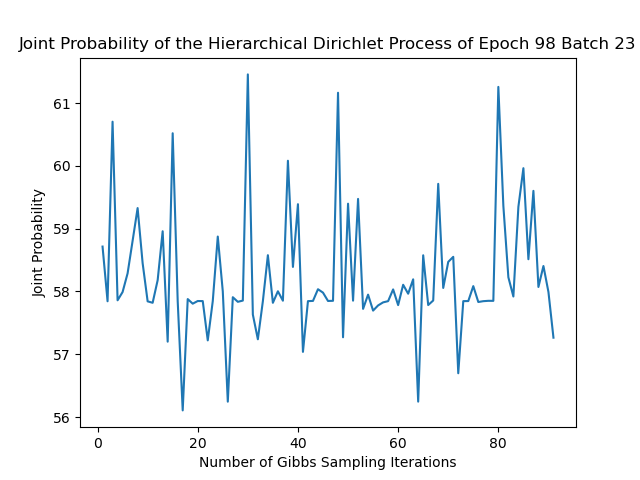 Joint Probability of the Hierarchical Dirichlet Process of Epoch 98 Batch 23
61
60
59
58
57
56
Joint Probability
0 20 40 60 80
Number of Gibbs Sampling Iterations